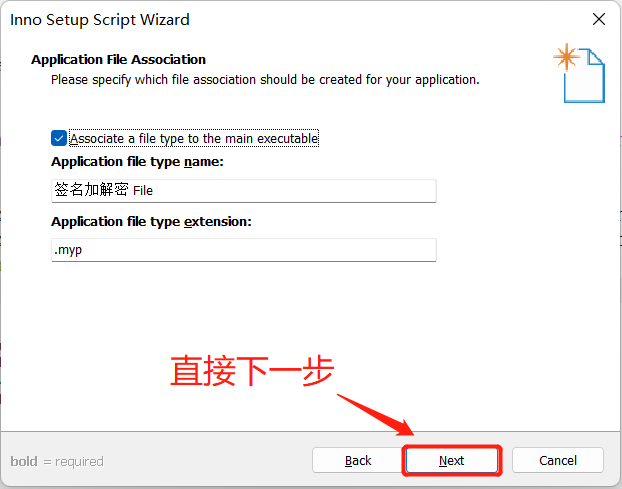 Inno Setup Script Wizard
Application File Association
Please specify which file association should be created for your application.
Associate a file type to the main executable
Application file type name:
签名加解密 File
Application file type extension:
.myp
直接下一步
bold = required
Back
Next
Cancel